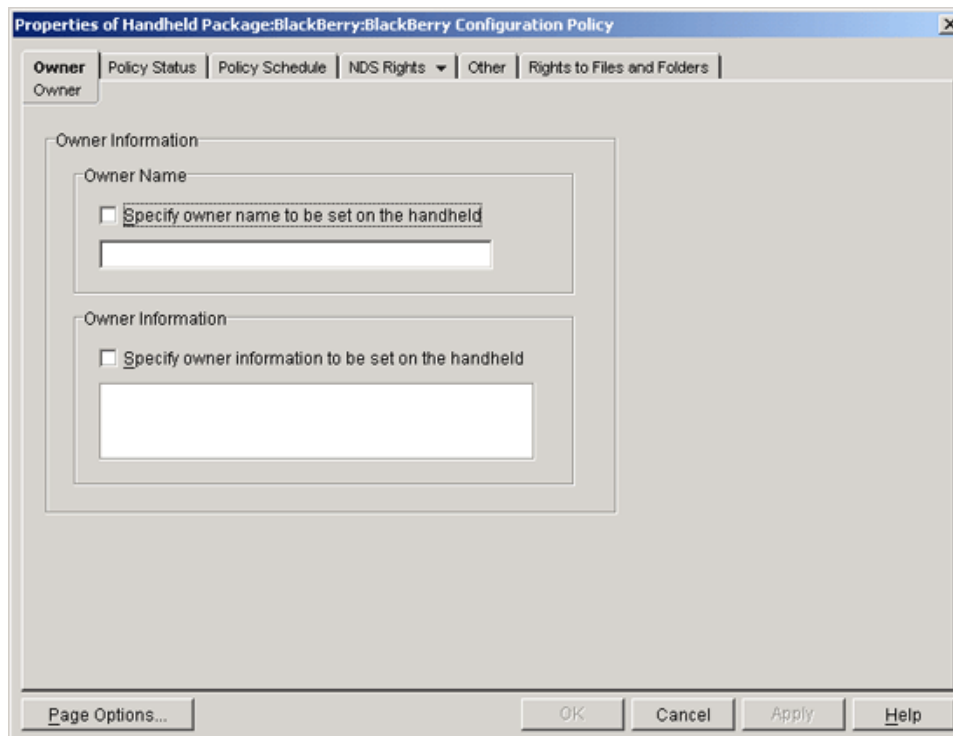 Properties of Handheld Package:BlackBerry:BlackBerry Configuration Policy
Owner Policy Status Policy Schedule NDS Rights Other Rights to Files and Folders
Owner
Owner Information
Owner Name
Specify owner name to be set on the handheld
Owner Information
Specify owner information to be set on the handheld
Page Options... OK Cancel Apply Help